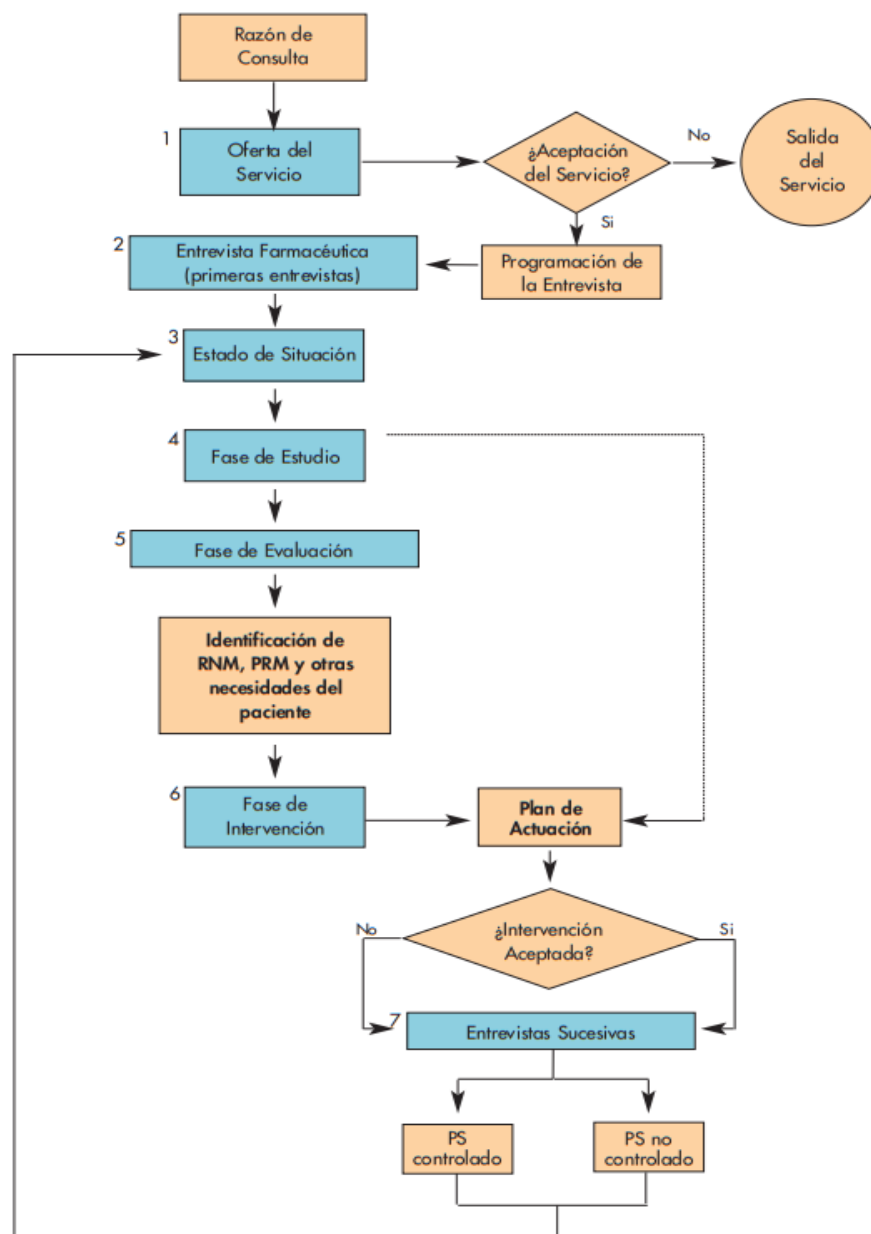 Razón de
Consulta
1
Oferta del
Servicio
¿Aceptación
del Servicio?
No
Salida
del
Servicio
Si
2
Entrevista Farmacéutica
(primeras entrevistas)
Programación de
la Entrevista
3
Estado de Situación
4
Fase de Estudio
5
Fase de Evaluación
Identificación de
RNM, PRM y otras
necesidades del
paciente
6
Fase de
Intervención
Plan de
Actuación
No
¿Intervención
Aceptada?
Si
7
Entrevistas Sucesivas
PS
controlado
PS no
controlado